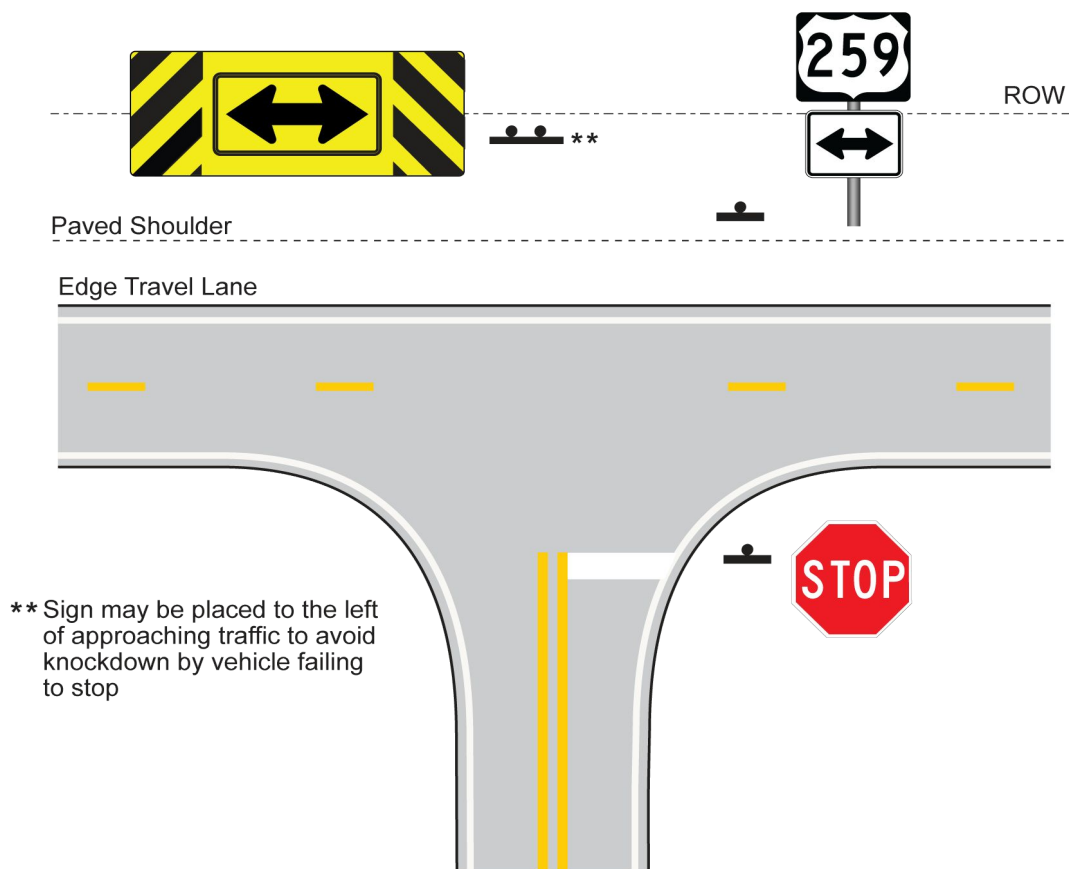 259
ROW
**
Paved Shoulder
Edge Travel Lane
STOP
** Sign may be placed to the left
of approaching traffic to avoid
knockdown by vehicle failing
to stop